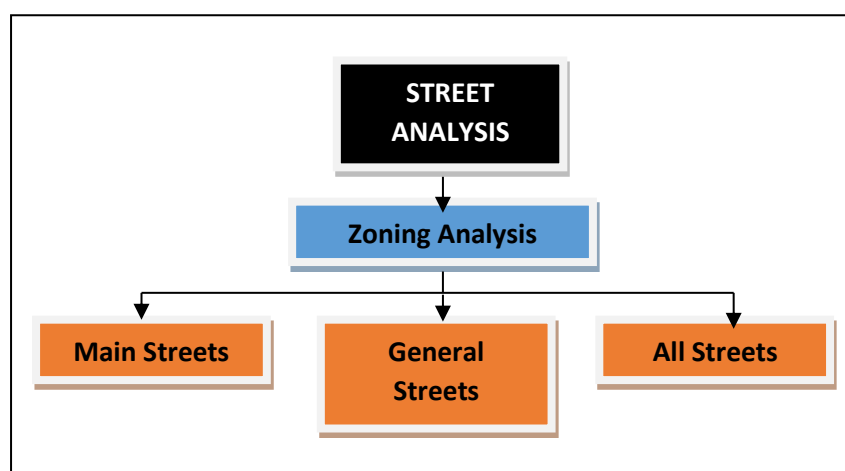 STREET
ANALYSIS
Zoning Analysis
Main Streets
General
Streets
All Streets